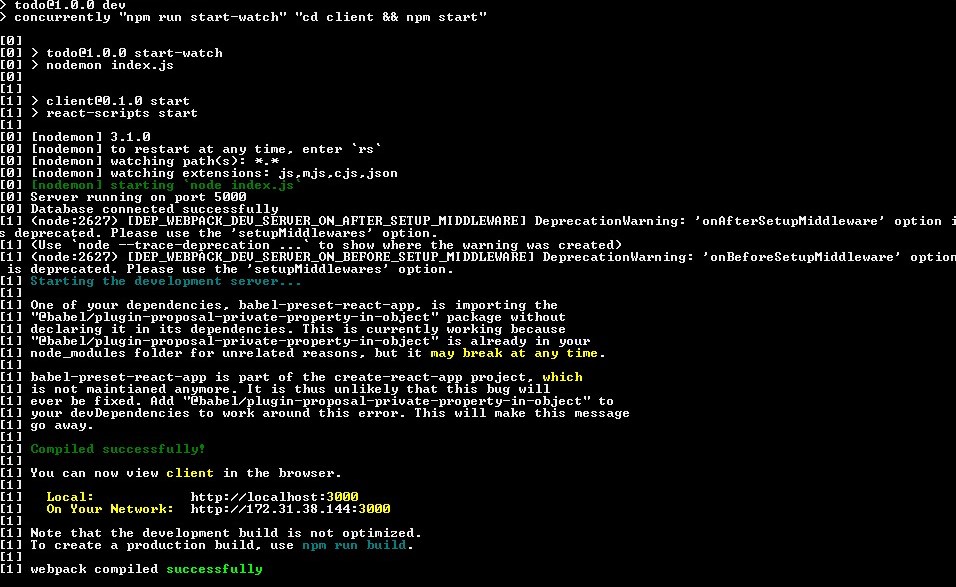 > todo@1.0.0 dev
> concurrently "npm run start-watch" "cd client && npm start"
[0]
[0] > todo@1.0.0 start-watch
[0] > nodemon index.js
[0]
[1]
[1] > client@0.1.0 start
[1] > react-scripts start
[1]
[0] [nodemon] 3.1.0
[0] [nodemon] to restart at any time, enter `rs`
[0] [nodemon] watching path(s): *.*
[0] [nodemon] watching extensions: js,mjs,cjs,json
[0] [nodemon] starting `node index.js`
[0] Server running on port 5000
[0] Database connected successfully
[1] (node:2627) [DEP_WEBPACK_DEV_SERVER_ON_AFTER_SETUP_MIDDLEWARE] DeprecationWarning: 'onAfterSetupMiddleware' option i
s deprecated. Please use the 'setupMiddlewares' option.
[1] (Use `node --trace-deprecation ...` to show where the warning was created)
[1] (node:2627) [DEP_WEBPACK_DEV_SERVER_ON_BEFORE_SETUP_MIDDLEWARE] DeprecationWarning: 'onBeforeSetupMiddleware' option
 is deprecated. Please use the 'setupMiddlewares' option.
[1] Starting the development server...
[1]
[1] One of your dependencies, babel-preset-react-app, is importing the
[1] "@babel/plugin-proposal-private-property-in-object" package without
[1] declaring it in its dependencies. This is currently working because
[1] "@babel/plugin-proposal-private-property-in-object" is already in your
[1] node_modules folder for unrelated reasons, but it may break at any time.
[1]
[1] babel-preset-react-app is part of the create-react-app project, which
[1] is not maintianed anymore. It is thus unlikely that this bug will
[1] ever be fixed. Add "@babel/plugin-proposal-private-property-in-object" to
[1] your devDependencies to work around this error. This will make this message
[1] go away.
[1]
[1] Compiled successfully!
[1]
[1] You can now view client in the browser.
[1]
[1]   Local:            http://localhost:3000
[1]   On Your Network:  http://172.31.38.144:3000
[1]
[1] Note that the development build is not optimized.
[1] To create a production build, use npm run build.
[1]
[1] webpack compiled successfully